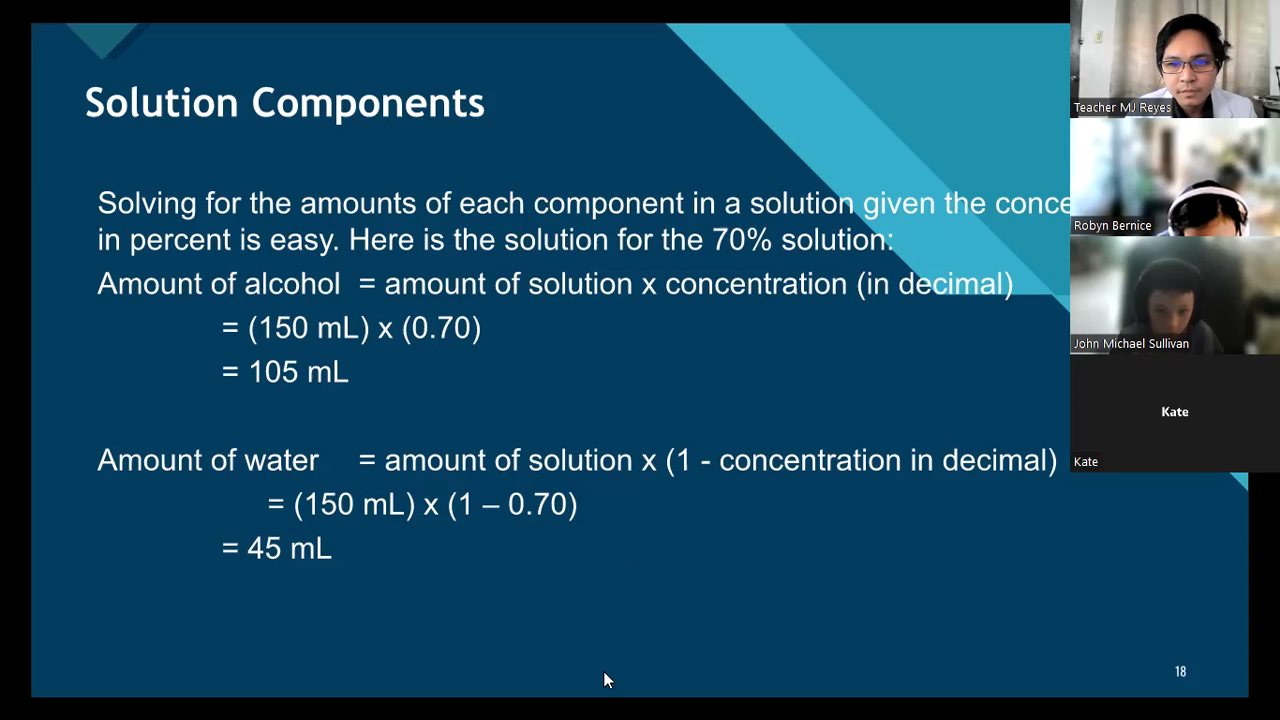 Solution Components
Solving for the amounts of each component in a solution given the conce
in percent is easy. Here is the solution for the 70% solution:
Amount of alcohol = amount of solution x concentration (in decimal)
= (150 mL) x (0.70)
= 105 mL
Amount of water = amount of solution x (1 - concentration in decimal)
= (150 mL) x (1 – 0.70)
= 45 mL
18
Teacher MJ Reyes
Robyn Bernice
John Michael Sullivan
Kate
Kate